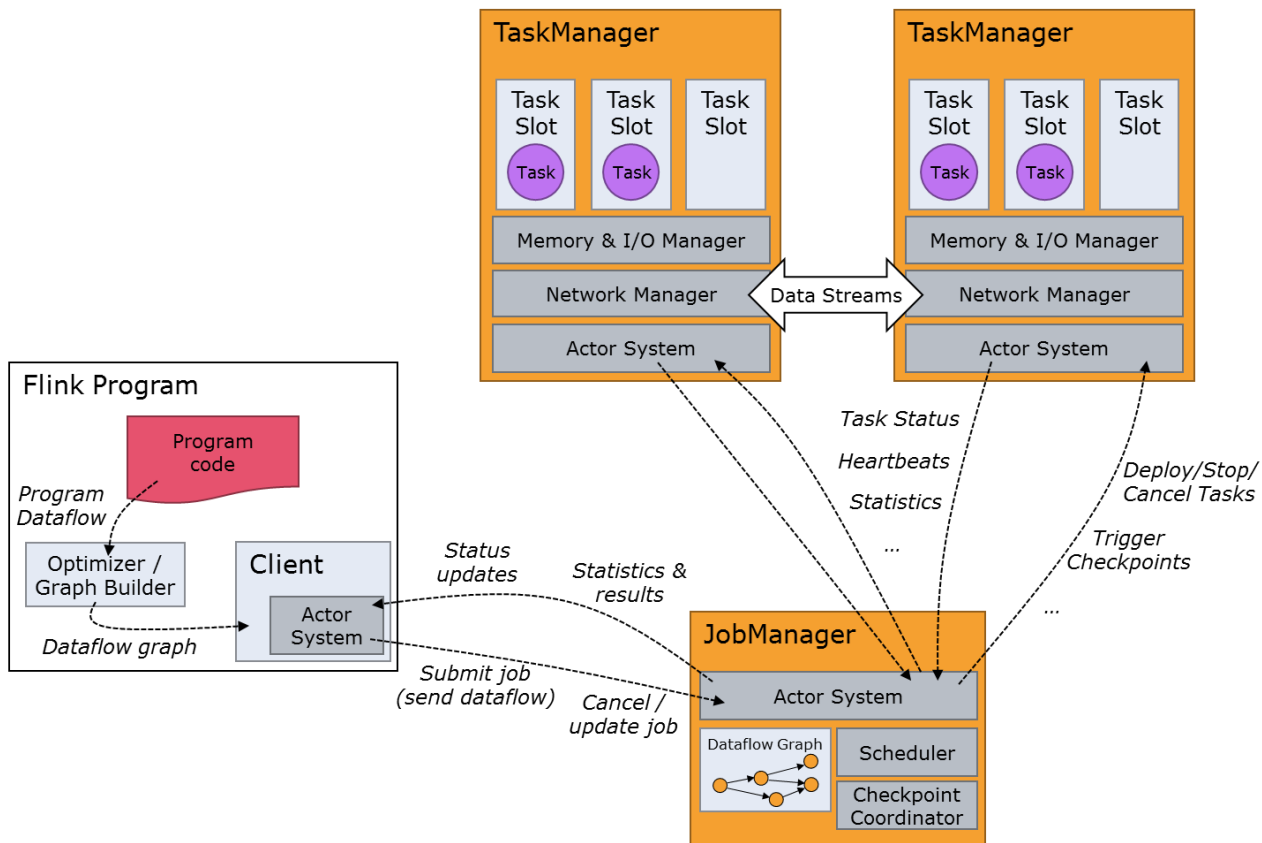 TaskManager
Task
Slot
Task
Task
Slot
Task
Task
Slot
Memory & I/O Manager
Network Manager
Actor System
Data Streams
TaskManager
Task
Slot
Task
Task
Slot
Task
Task
Slot
Memory & I/O Manager
Network Manager
Actor System
Flink Program
Program
code
Program
Dataflow
Optimizer /
Graph Builder
Dataflow graph
Client
Actor
System
Status
updates
Statistics &
results
Submit job
(send dataflow)
Cancel /
update job
Task Status
Heartbeats
Statistics
...
Deploy/Stop/
Cancel Tasks
Trigger
Checkpoints
...
JobManager
Actor System
Dataflow Graph
Scheduler
Checkpoint
Coordinator